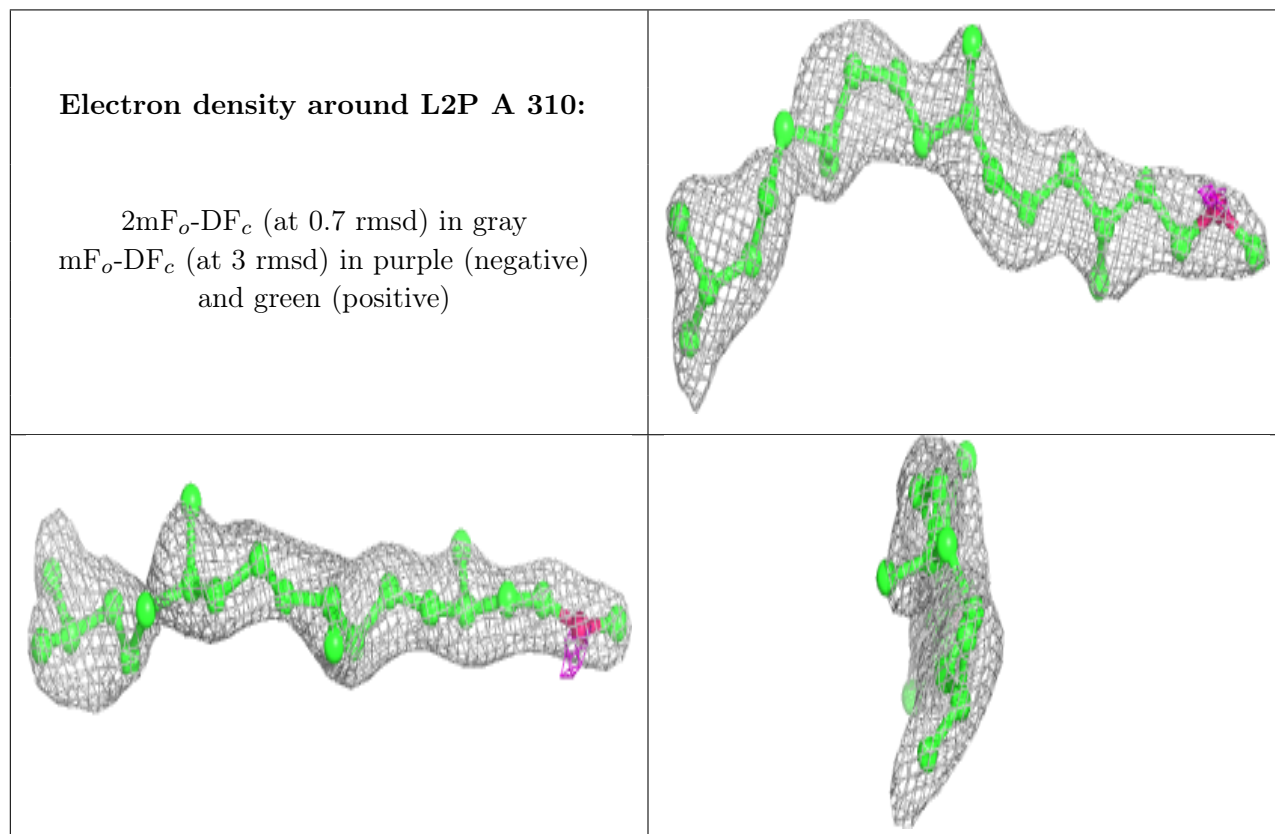 Electron density around L2P A 310:
2mFo-DFc (at 0.7 rmsd) in gray
mFo-DFc (at 3 rmsd) in purple (negative)
and green (positive)